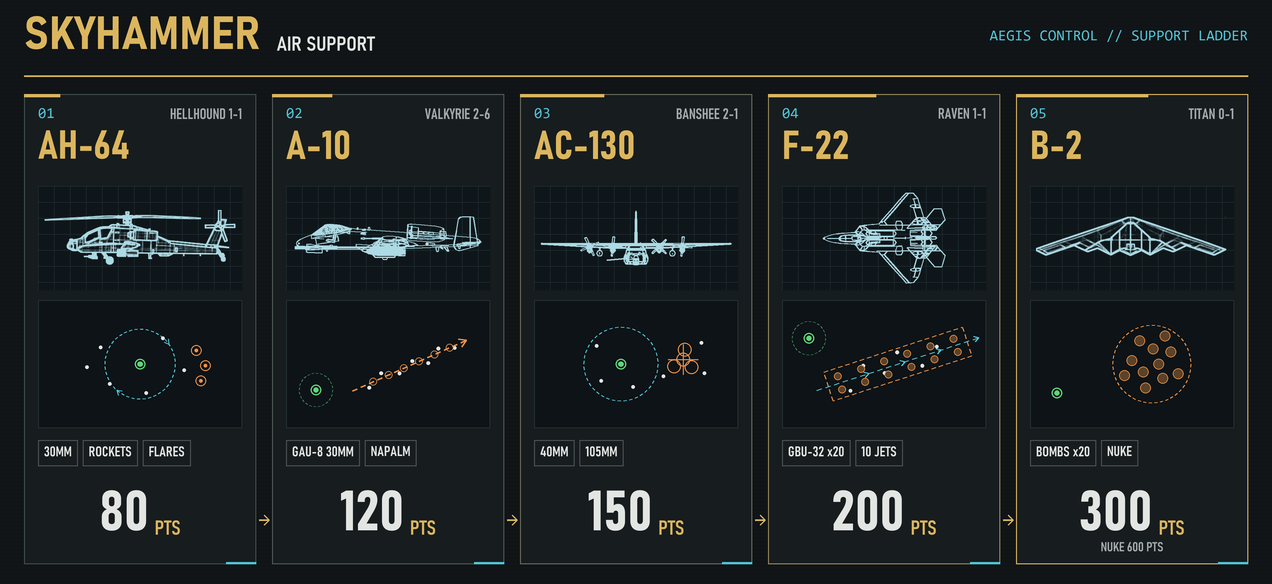 SKYHAMMER AIR SUPPORT
AEGIS CONTROL // SUPPORT LADDER
01 HELLHOUND 1-1
AH-64
30MM ROCKETS FLARES
80 PTS
02 VALKYRIE 2-6
A-10
GAU-8 30MM NAPALM
120 PTS
03 BANSHEE 2-1
AC-130
40MM 105MM
150 PTS
04 RAVEN 1-1
F-22
GBU-32 x20 10 JETS
200 PTS
05 TITAN 0-1
B-2
BOMBS x20 NUKE
300 PTS
NUKE 600 PTS